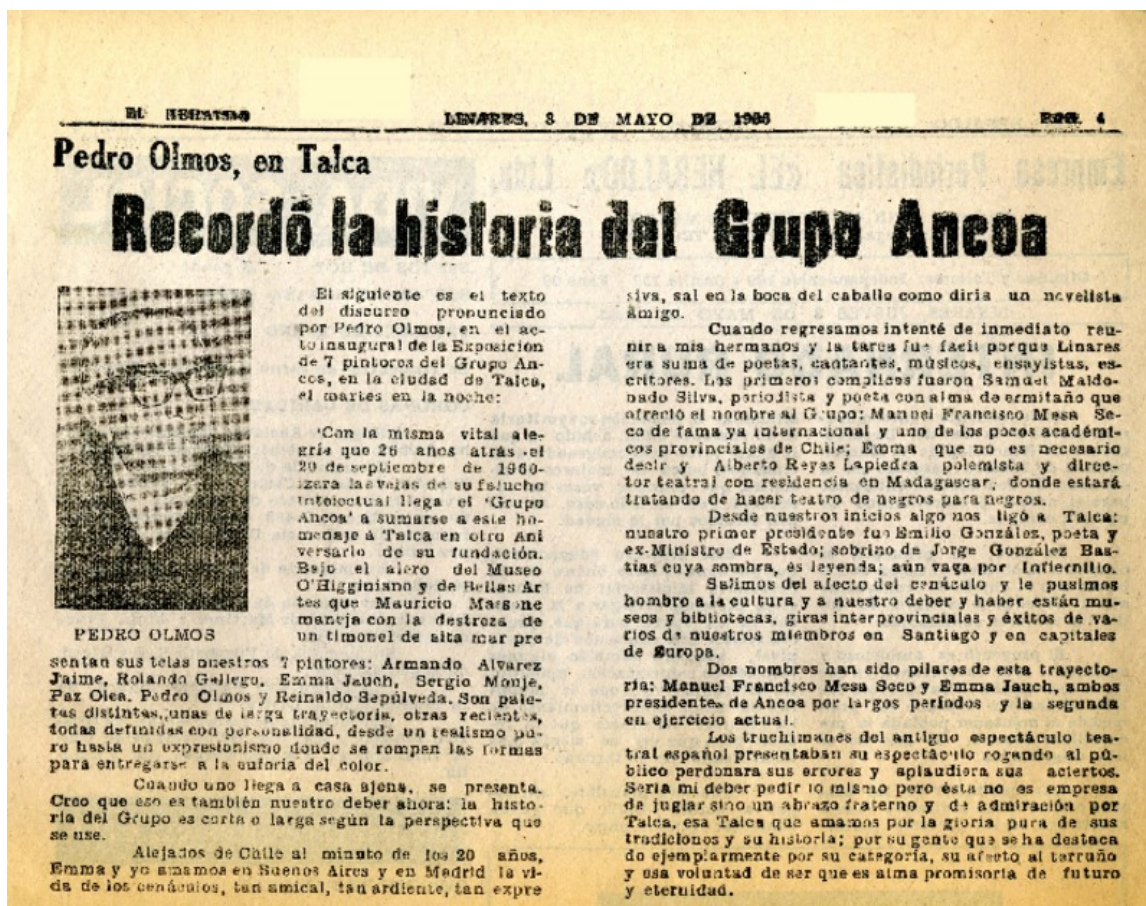 EL HERALDO
LINARES, 3 DE MAYO DE 1986
PAG. 4
Pedro Olmos, en Talca
Recordó la historia del Grupo Ancoa
PEDRO OLMOS
El siguiente es el texto
del discurso pronunciado
por Pedro Olmos, en el ac-
to inaugural de la Exposición
de 7 pintores del Grupo An-
coa, en la ciudad de Talca,
el martes en la noche:
"Con la misma vital ale-
gría que 26 años atrás -el
29 de septiembre de 1960-
izara las velas de su falucho
intelectual llega el 'Grupo
Ancoa' a sumarse a este ho-
menaje a Talca en otro Ani
versario de su fundación.
Bajo el alero del Museo
O'Higginiano y de Bellas Ar
tes que Mauricio Massone
maneja con la destreza de
un timonel de alta mar pre
sentan sus telas nuestros 7 pintores: Armando Alvarez
Jaime, Rolando Gallego, Emma Jauch, Sergio Monje,
Paz Olea, Pedro Olmos y Reinaldo Sepúlveda. Son pale-
tas distintas, unas de larga trayectoria, otras recientes,
todas definidas con personalidad, desde un realismo pu-
ro hasta un expresionismo donde se rompen las formas
para entregarse a la euforia del color.
Cuando uno llega a casa ajena, se presenta.
Creo que eso es también nuestro deber ahora: la histo-
ria del Grupo es corta o larga según la perspectiva que
se use.
Alejados de Chile al minuto de los 20 años,
Emma y yo amamos en Buenos Aires y en Madrid la vi-
da de los cenáculos, tan amical, tan ardiente, tan expre
siva, sal en la boca del caballo como diría un novelista
Amigo.
Cuando regresamos intenté de inmediato reu-
nir a mis hermanos y la tarea fue fácil porque Linares
era suma de poetas, cantantes, músicos, ensayistas, es-
critores. Los primeros complices fueron Samuel Maldo-
nado Silva, periodista y poeta con alma de ermitaño que
ofreció el nombre al Grupo: Manuel Francisco Mesa Se-
co de fama ya internacional y uno de los pocos académi-
cos provinciales de Chile; Emma que no es necesario
decir y Alberto Reyes Lapiedra polemista y direc-
tor teatral con residencia en Madagascar, donde estará
tratando de hacer teatro de negros para negros.
Desde nuestros inicios algo nos ligó a Talca:
nuestro primer presidente fue Emilio González, poeta y
ex-Ministro de Estado; sobrino de Jorge González Bas-
tías cuya sombra, es leyenda; aún vaga por Infiernillo.
Salimos del afecto del cenáculo y le pusimos
hombro a la cultura y a nuestro deber y haber están mu-
seos y bibliotecas, giras interprovinciales y éxitos de va-
rios de nuestros miembros en Santiago y en capitales
de Europa.
Dos nombres han sido pilares de esta trayecto-
ria: Manuel Francisco Mesa Seco y Emma Jauch, ambos
presidentes de Ancoa por largos períodos y la segunda
en ejercicio actual.
Los truchimanes del antiguo espectáculo tea-
tral español presentaban su espectáculo rogando al pú-
blico perdonara sus errores y aplaudiera sus aciertos.
Sería mi deber pedir lo mismo pero ésta no es empresa
de juglar sino un abrazo fraterno y de admiración por
Talca, esa Talca que amamos por la gloria pura de sus
tradiciones y su historia; por su gente que se ha destaca
do ejemplarmente por su categoría, su afecto al terruño
y esa voluntad de ser que es alma promisoria de futuro
y eternidad.